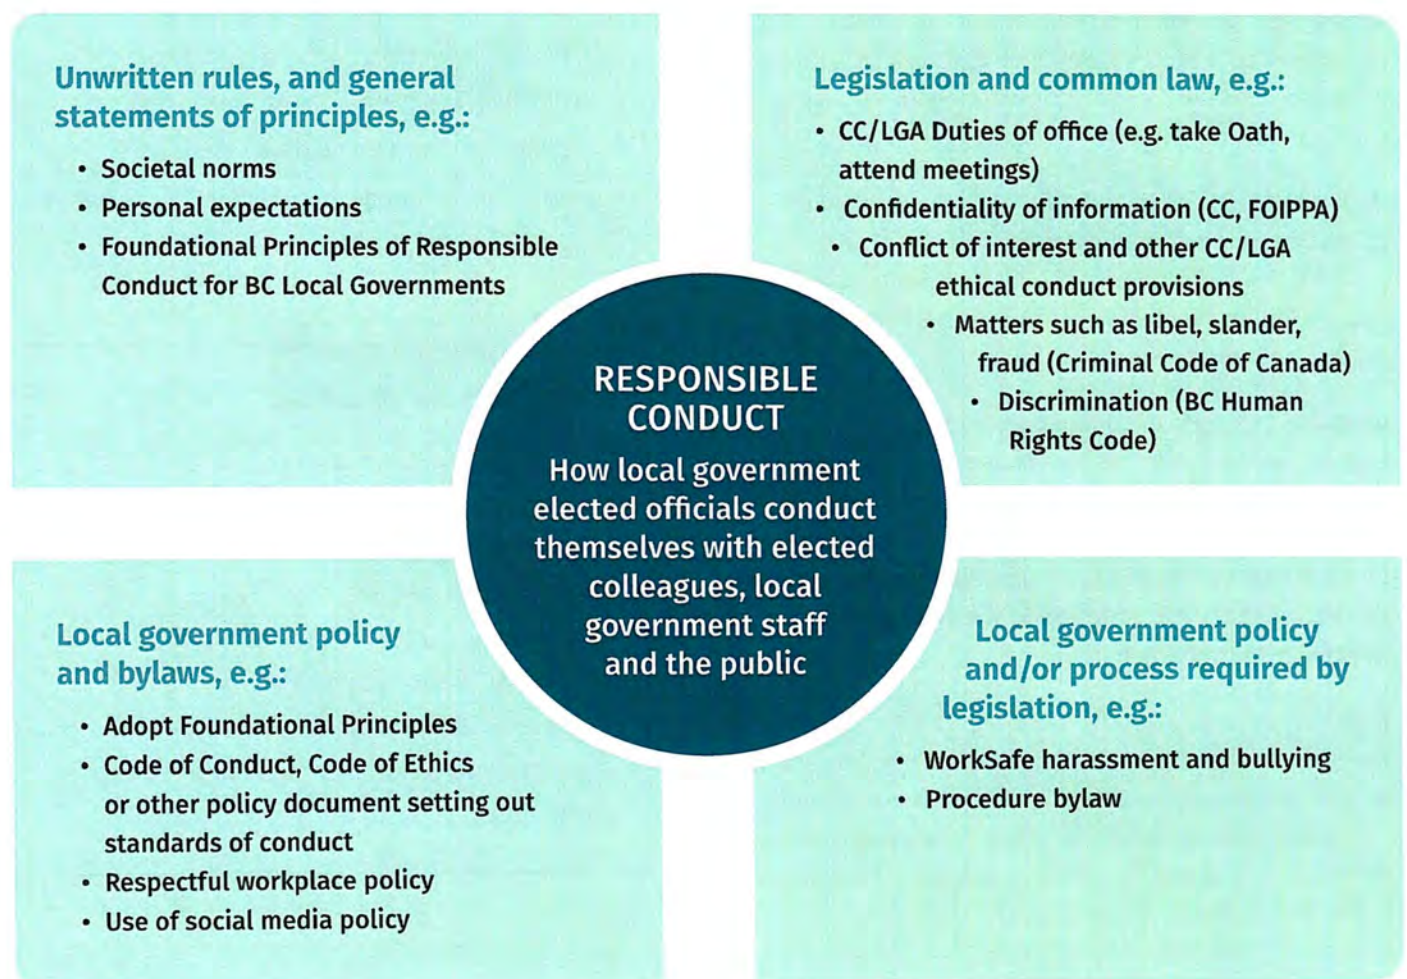 Unwritten rules, and general
statements of principles, e.g.:
• Societal norms
• Personal expectations
• Foundational Principles of Responsible
Conduct for BC Local Governments
Legislation and common law, e.g.:
• CC/LGA Duties of office (e.g. take Oath,
attend meetings)
• Confidentiality of information (CC, FOIPPA)
• Conflict of interest and other CC/LGA
ethical conduct provisions
• Matters such as libel, slander,
fraud (Criminal Code of Canada)
• Discrimination (BC Human
Rights Code)
RESPONSIBLE
CONDUCT
How local government
elected officials conduct
themselves with elected
colleagues, local
government staff
and the public
Local government policy
and bylaws, e.g.:
• Adopt Foundational Principles
• Code of Conduct, Code of Ethics
or other policy document setting out
standards of conduct
• Respectful workplace policy
• Use of social media policy
Local government policy
and/or process required by
legislation, e.g.:
• WorkSafe harassment and bullying
• Procedure bylaw